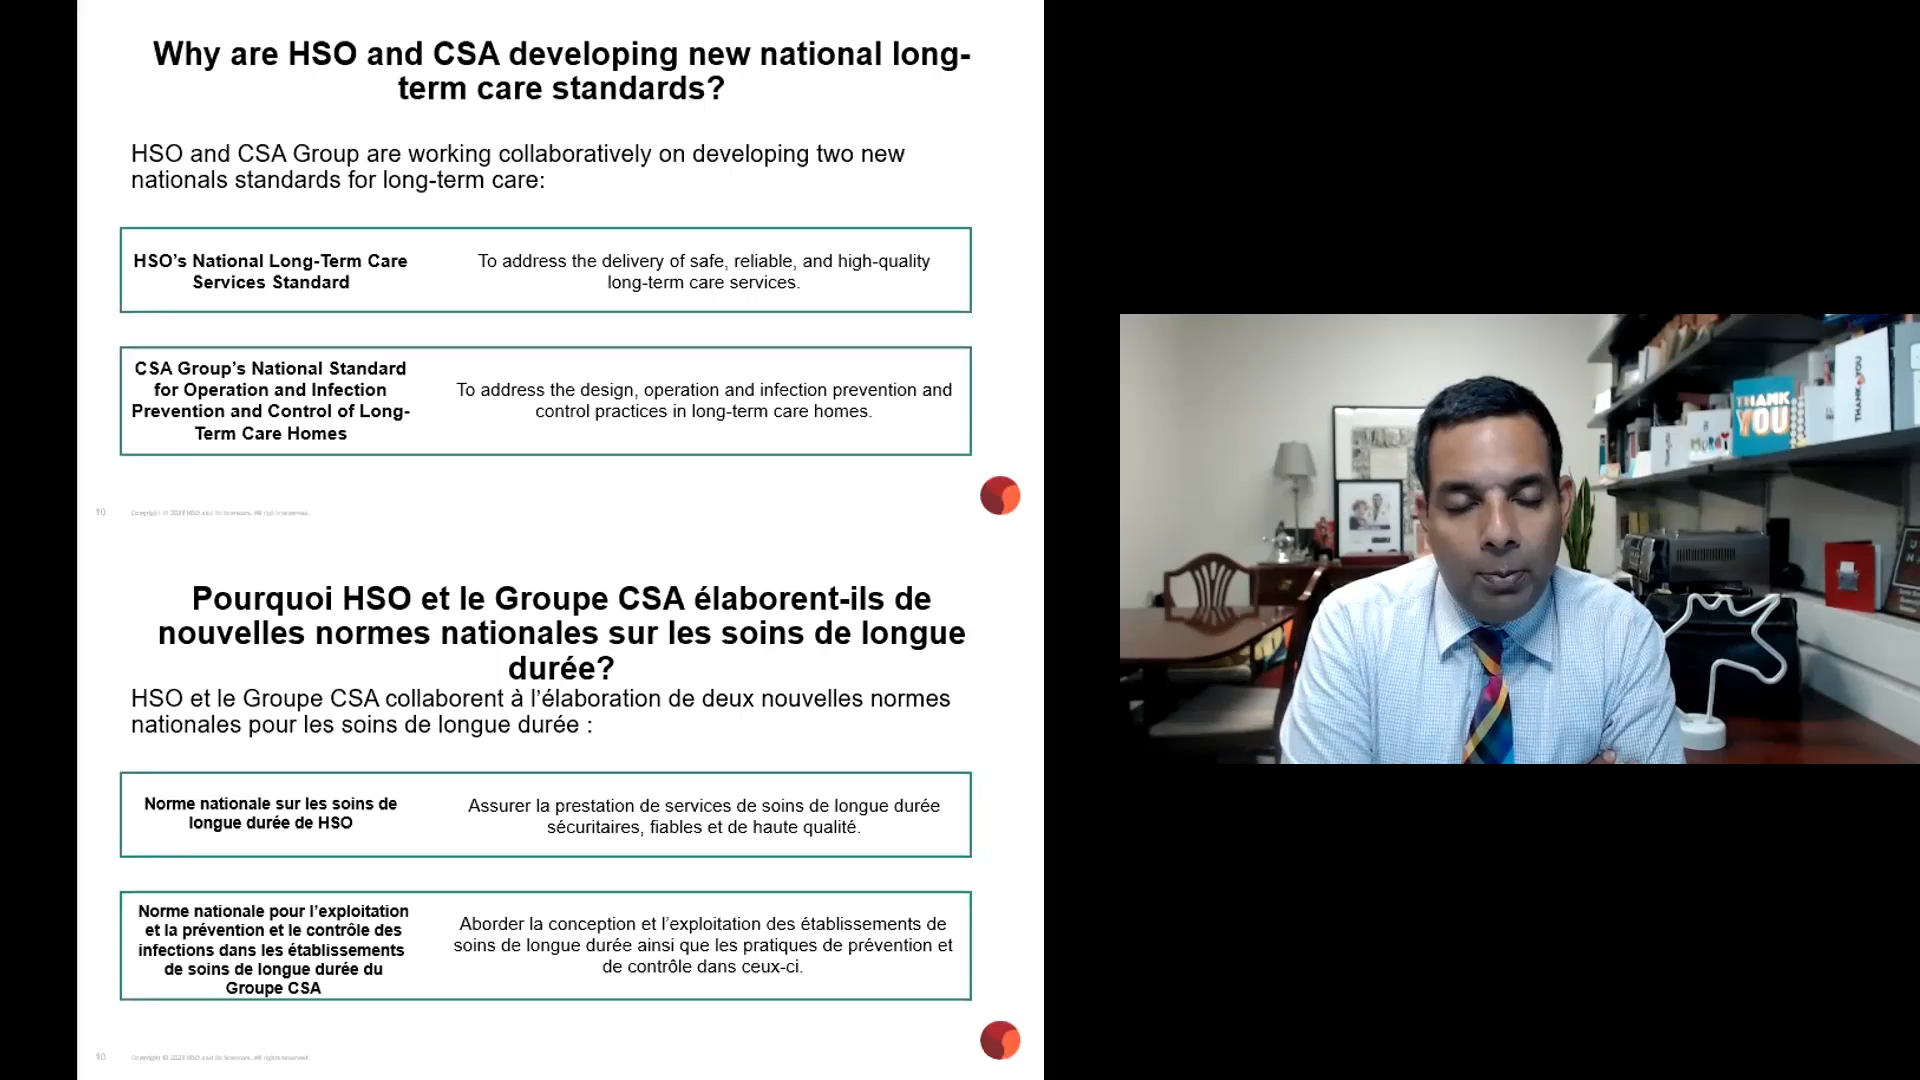 Why are HSO and CSA developing new national long-
term care standards?
HSO and CSA Group are working collaboratively on developing two new
nationals standards for long-term care:
HSO’s National Long-Term Care
Services Standard
To address the delivery of safe, reliable, and high-quality
long-term care services.
CSA Group’s National Standard
for Operation and Infection
Prevention and Control of Long-
Term Care Homes
To address the design, operation and infection prevention and
control practices in long-term care homes.
10
Pourquoi HSO et le Groupe CSA élaborent-ils de
nouvelles normes nationales sur les soins de longue
durée?
HSO et le Groupe CSA collaborent à l’élaboration de deux nouvelles normes
nationales pour les soins de longue durée :
Norme nationale sur les soins de
longue durée de HSO
Assurer la prestation de services de soins de longue durée
sécuritaires, fiables et de haute qualité.
Norme nationale pour l’exploitation
et la prévention et le contrôle des
infections dans les établissements
de soins de longue durée du
Groupe CSA
Aborder la conception et l’exploitation des établissements de
soins de longue durée ainsi que les pratiques de prévention et
de contrôle dans ceux-ci.
10
THANK
YOU
THANK YOU